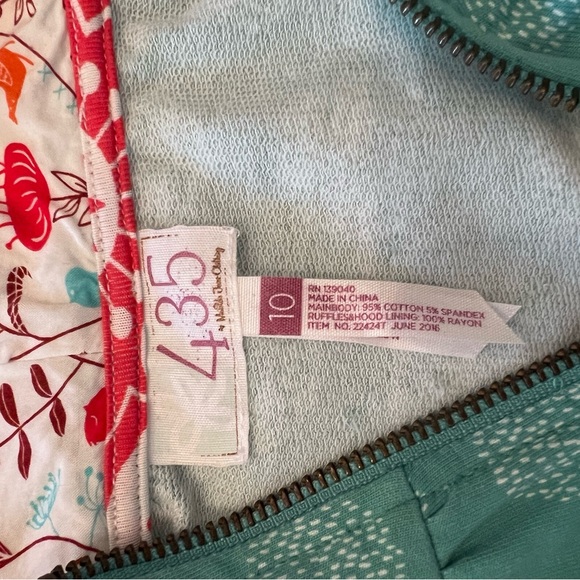 435
by Matilda Jane Clothing
10
RN 139040
MADE IN CHINA
MAINBODY: 95% COTTON 5% SPANDEX
RUFFLES&HOOD LINING: 100% RAYON
ITEM NO. 22424T JUNE 2016